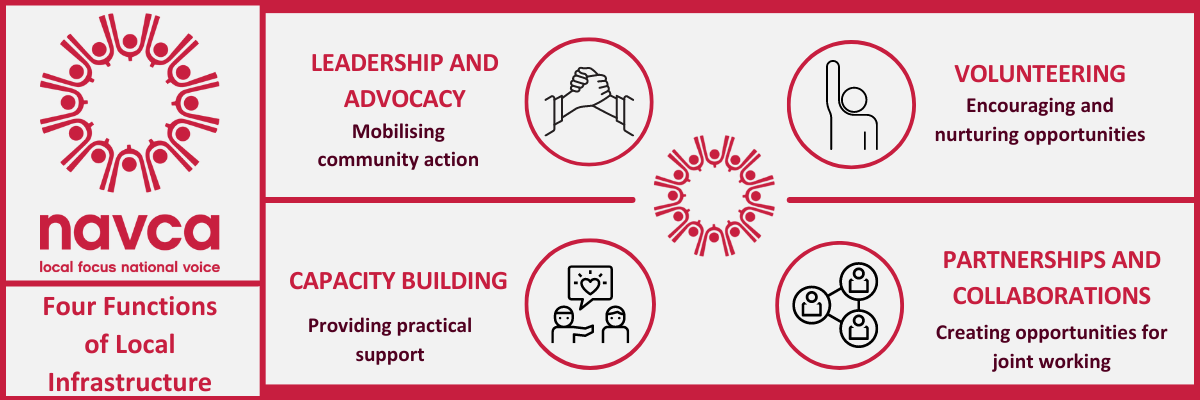 navca
local focus national voice
Four Functions
of Local
Infrastructure
LEADERSHIP AND
ADVOCACY
Mobilising
community action
VOLUNTEERING
Encouraging and
nurturing opportunities
CAPACITY BUILDING
Providing practical
support
PARTNERSHIPS AND
COLLABORATIONS
Creating opportunities for
joint working